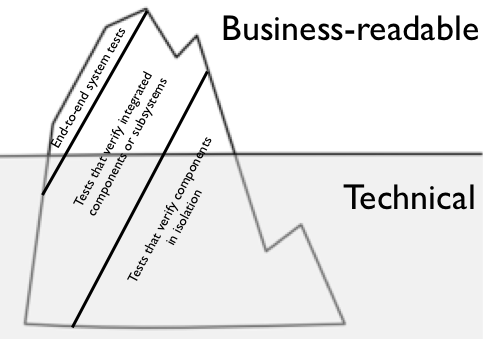 Business-readable
End-to-end system tests
Tests that verify integrated
components or subsystems
Tests that verify components
in isolation
Technical